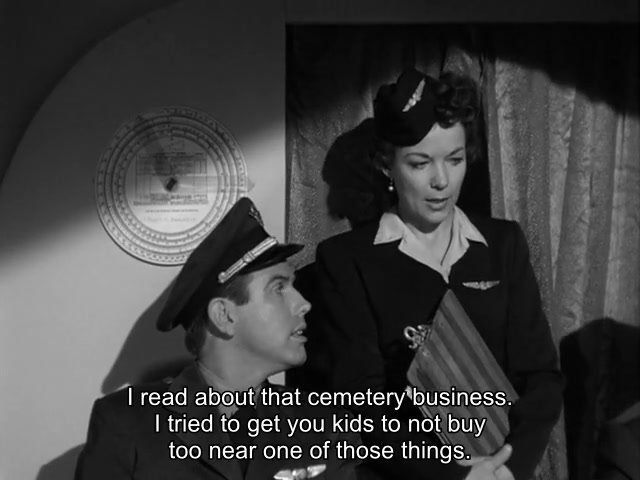 I read about that cemetery business.
I tried to get you kids to not buy
too near one of those things.